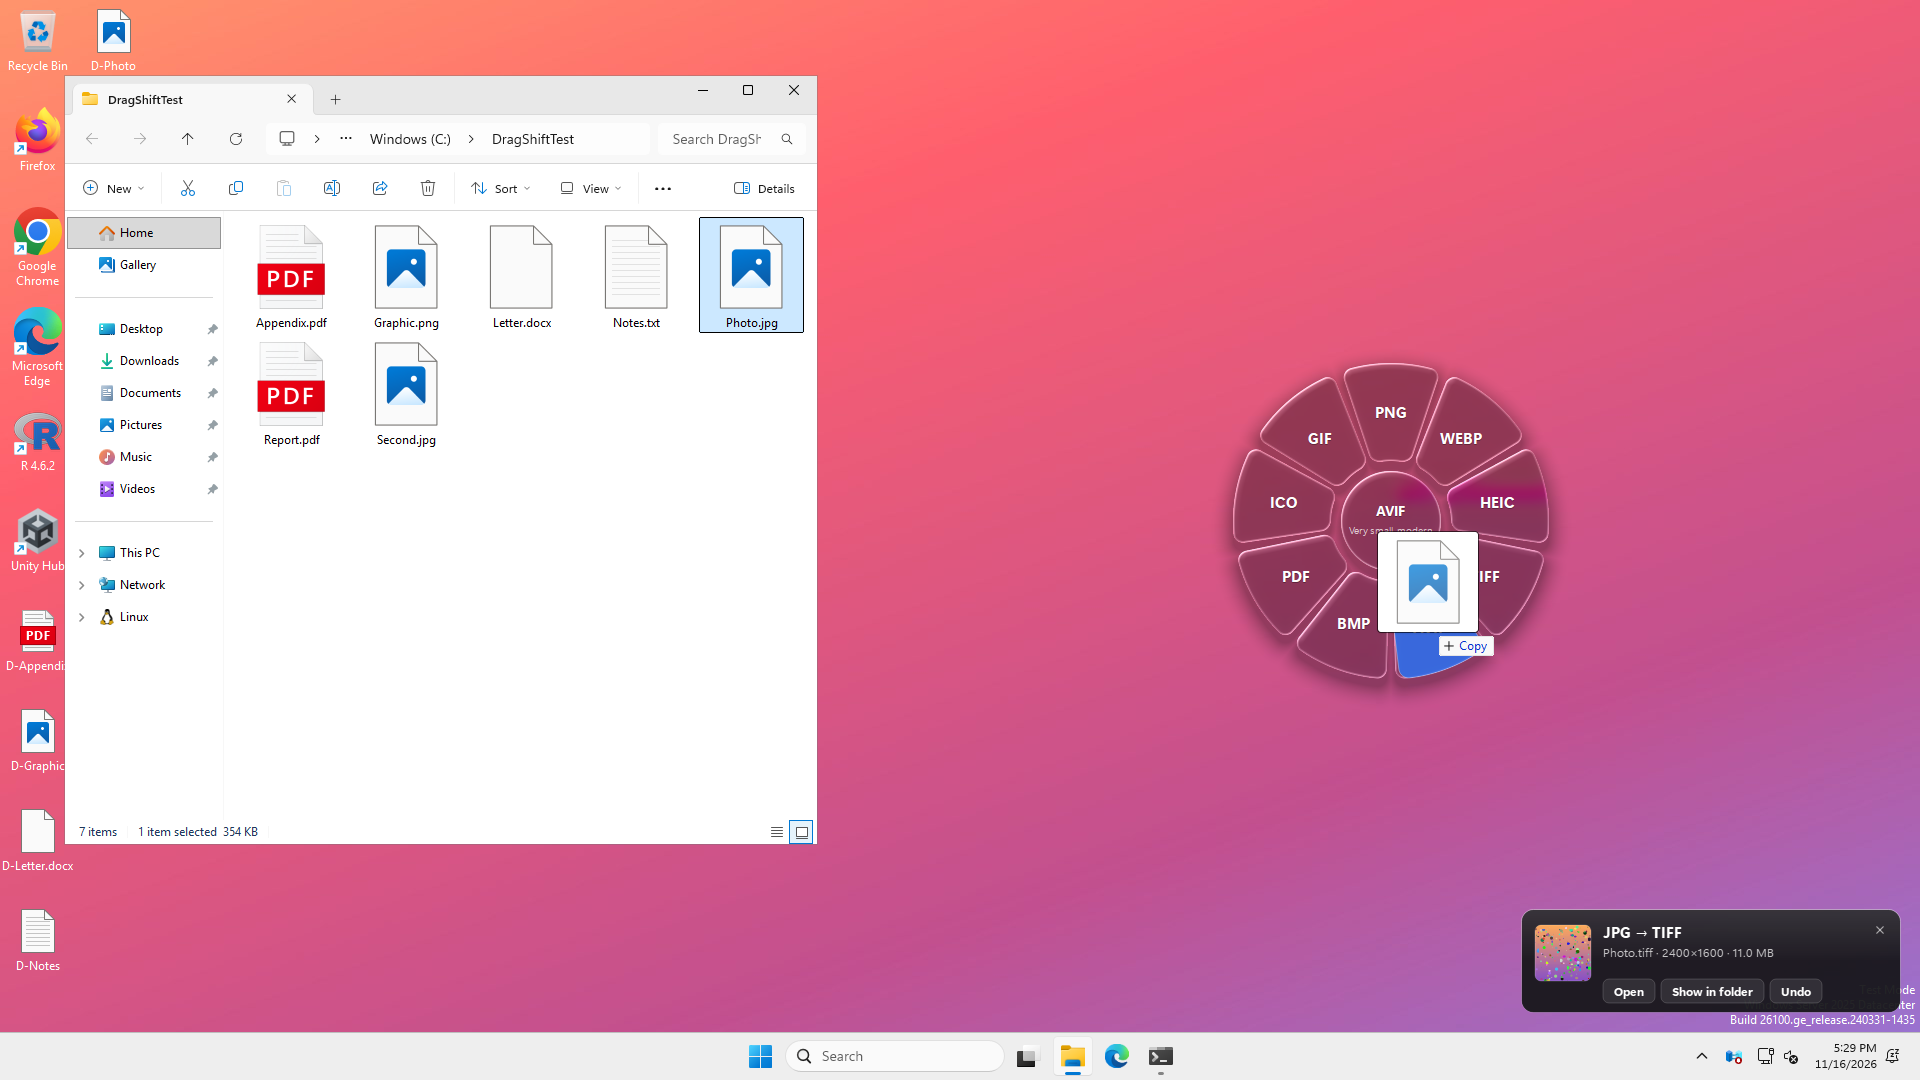 Recycle Bin
D-Photo
Firefox
Google
Chrome
Microsoft
Edge
R 4.6.2
Unity Hub
D-Graphic
D-Letter.docx
D-Notes
DragShiftTest
Windows (C:)
DragShiftTest
New
Sort
View
Details
Home
Gallery
Desktop
Downloads
Documents
Pictures
Music
Videos
This PC
Network
Linux
PDF
Appendix.pdf
Graphic.png
Letter.docx
Notes.txt
Photo.jpg
PDF
Report.pdf
Second.jpg
7 items
1 item selected 354 KB
PDF
PNG
GIF
WEBP
ICO
HEIC
AVIF
PDF
BMP
Copy
JPG → TIFF
Photo.tiff · 2400×1600 · 11.0 MB
Open
Show in folder
Undo
Build 26100.ge_release.240331-1435
Search
5:29 PM
11/16/2026